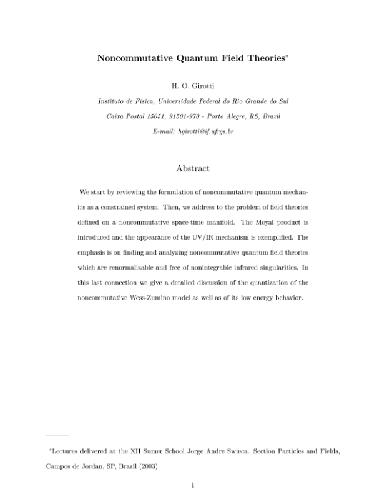 Noncommutative Quantum Field Theories*
H. O. Girotti
Instituto de Física, Universidade Federal do Rio Grande do Sul
Caixa Postal 15051, 91501-970 - Porto Alegre, RS, Brazil
E-mail: hgirotti@if.ufrgs.br
Abstract
We start by reviewing the formulation of noncommutative quantum mechan-
ics as a constrained system. Then, we address to the problem of field theories
defined on a noncommutative space-time manifold. The Moyal product is
introduced and the appearance of the UV/IR mechanism is exemplified. The
emphasis is on finding and analyzing noncommutative quantum field theories
which are renormalizable and free of nonintegrable infrared singularities. In
this last connection we give a detailed discussion of the quantization of the
noncommutative Wess-Zumino model as well as of its low energy behavior.
*Lectures delivered at the XII Summer School Jorge Andre Swieca, Section Particles and Fields,
Campos de Jordan, SP, Brazil (2003)
1